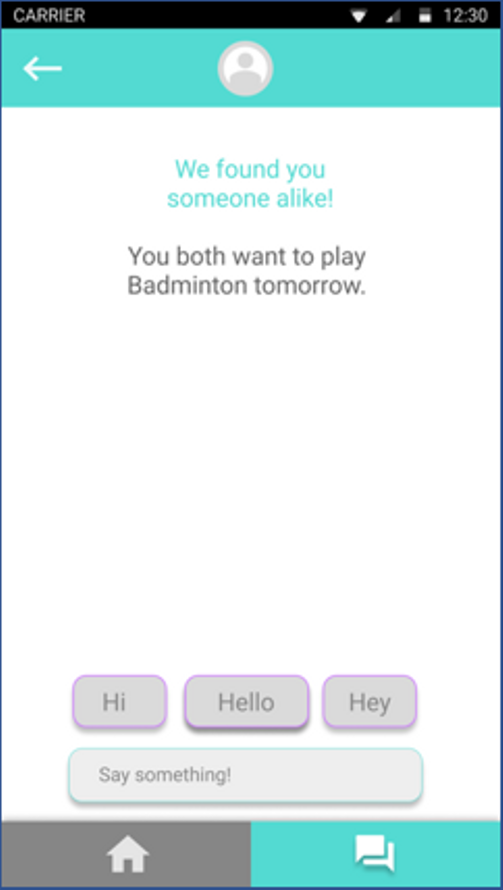 CARRIER 12:30
We found you
someone alike!
You both want to play
Badminton tomorrow.
Hi Hello Hey
Say something!